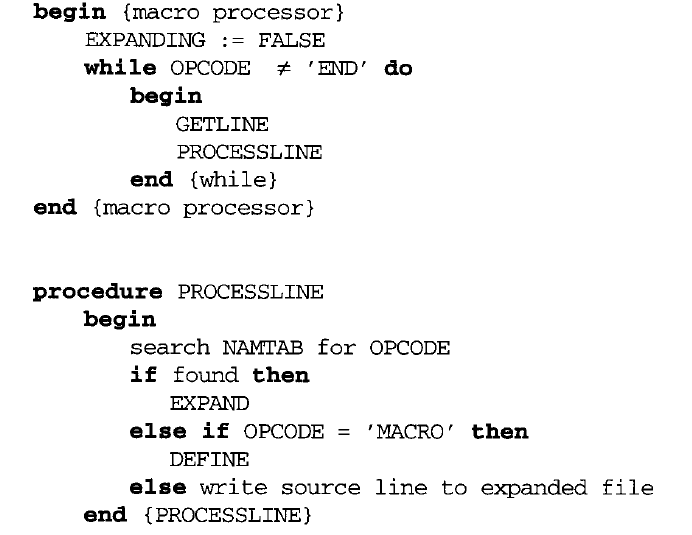 begin {macro processor}
EXPANDING := FALSE
while OPCODE ≠ 'END' do
begin
GETLINE
PROCESSLINE
end {while}
end {macro processor}
procedure PROCESSLINE
begin
search NAMTAB for OPCODE
if found then
EXPAND
else if OPCODE = 'MACRO' then
DEFINE
else write source line to expanded file
end {PROCESSLINE}